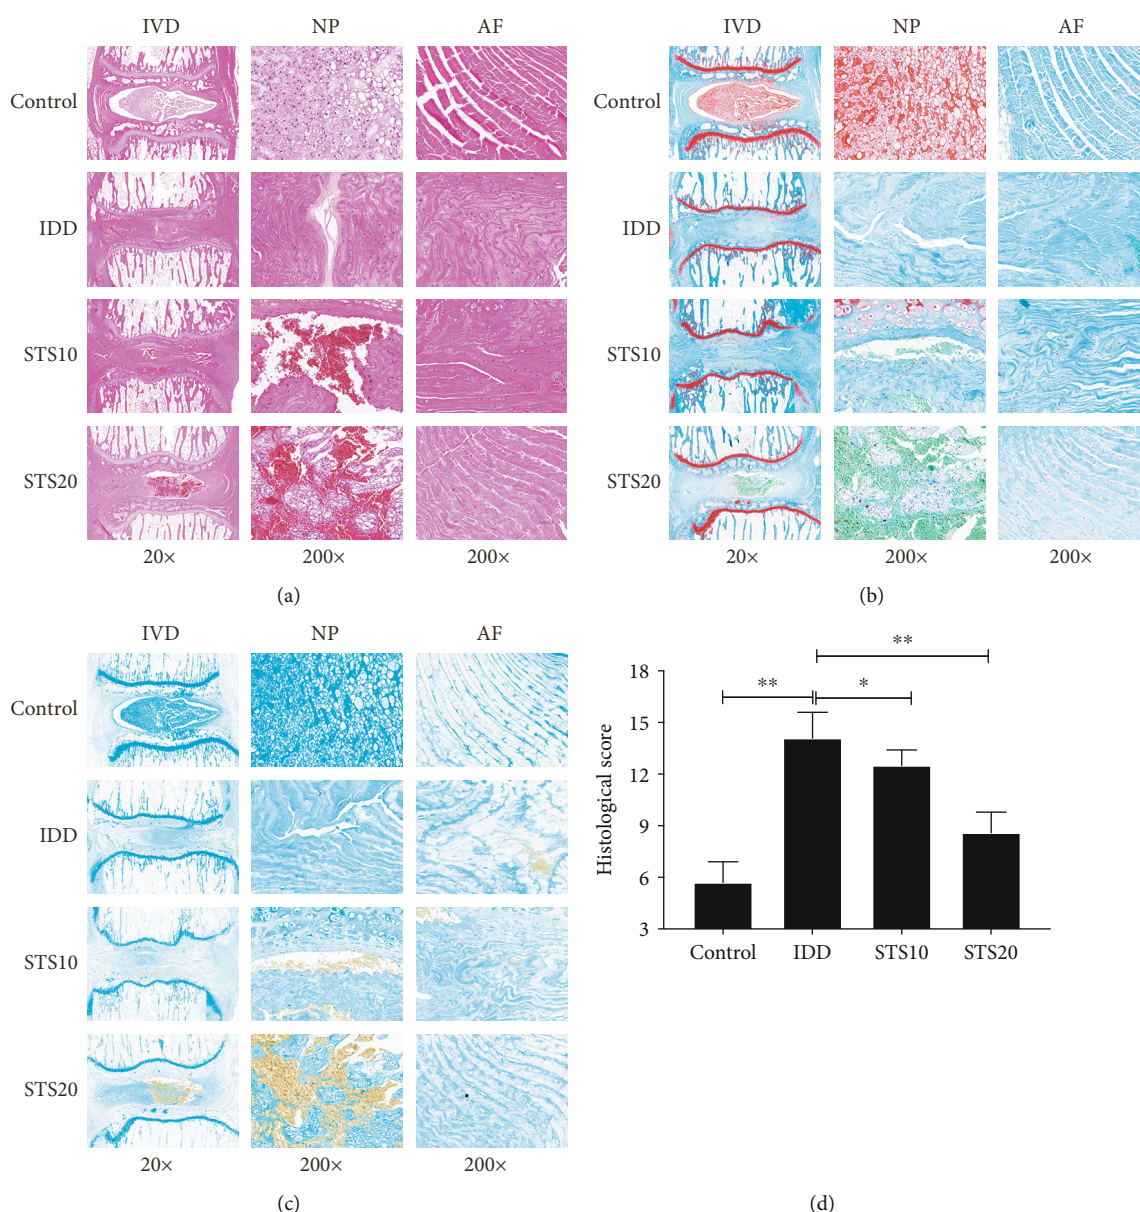 IVD NP AF
Control
IDD
STS10
STS20
20× 200× 200×
(a)
IVD NP AF
Control
IDD
STS10
STS20
20× 200× 200×
(b)
IVD NP AF
Control
IDD
STS10
STS20
20× 200× 200×
(c)
Histological score
18
15
12
9
6
3
**
**
*
Control IDD STS10 STS20
(d)